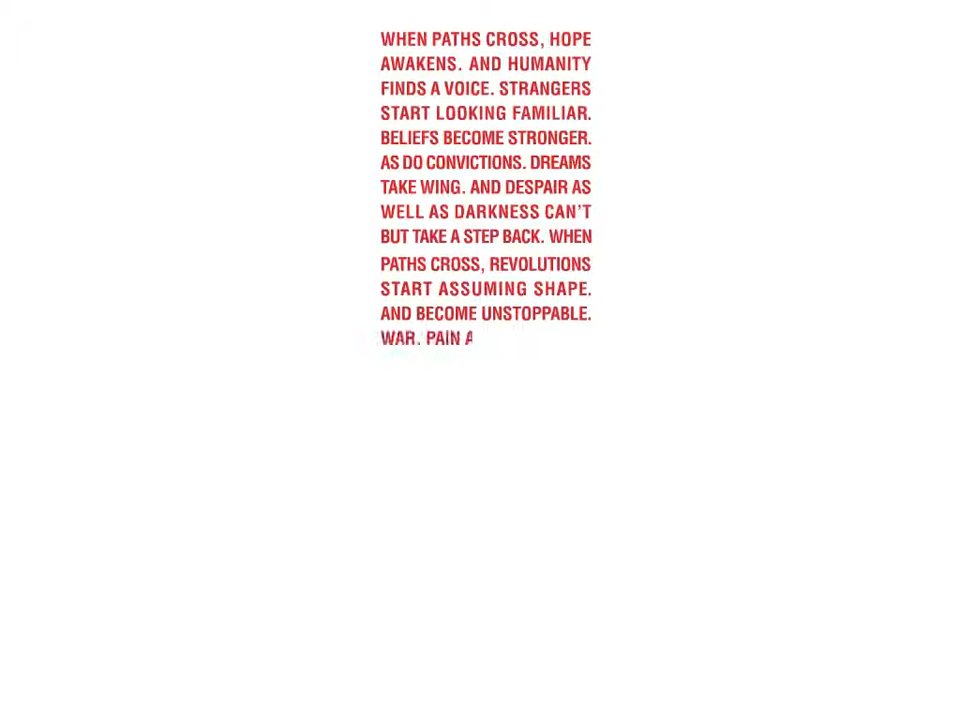 WHEN PATHS CROSS, HOPE
AWAKENS. AND HUMANITY
FINDS A VOICE. STRANGERS
START LOOKING FAMILIAR.
BELIEFS BECOME STRONGER.
AS DO CONVICTIONS. DREAMS
TAKE WING. AND DESPAIR AS
WELL AS DARKNESS CAN'T
BUT TAKE A STEP BACK. WHEN
PATHS CROSS, REVOLUTIONS
START ASSUMING SHAPE.
AND BECOME UNSTOPPABLE.
WAR. PAIN A